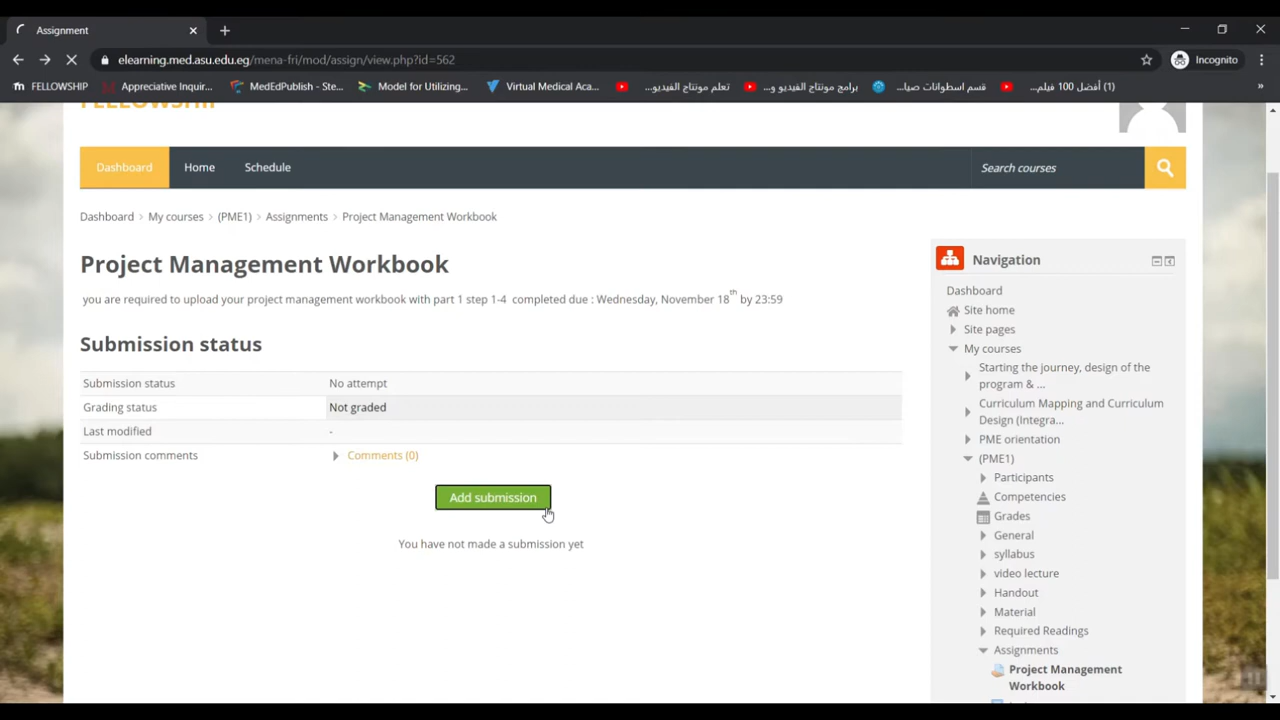 Assignment
elearning.med.asu.edu.eg/mena-fri/mod/assign/view.php?id=562
Incognito
FELLOWSHIP
Appreciative Inquir...
MedEdPublish - Ste...
Model for Utilizing...
Virtual Medical Aca...
تعلم مونتاج الفيديو...
برامج مونتاج الفيديو و...
قسم اسطوانات صيا...
(1) أفضل 100 فيلم...
»
FELLOWSHIP
Dashboard
Home
Schedule
Search courses
Dashboard > My courses > (PME1) > Assignments > Project Management Workbook
Project Management Workbook
you are required to upload your project management workbook with part 1 step 1-4 completed due : Wednesday, November 18th by 23:59
Submission status
Submission status No attempt
Grading status Not graded
Last modified -
Submission comments Comments (0)
Add submission
You have not made a submission yet
Navigation
Dashboard
Site home
Site pages
My courses
Starting the journey, design of the
program & ...
Curriculum Mapping and Curriculum
Design (Integra...
PME orientation
(PME1)
Participants
Competencies
Grades
General
syllabus
video lecture
Handout
Material
Required Readings
Assignments
Project Management
Workbook